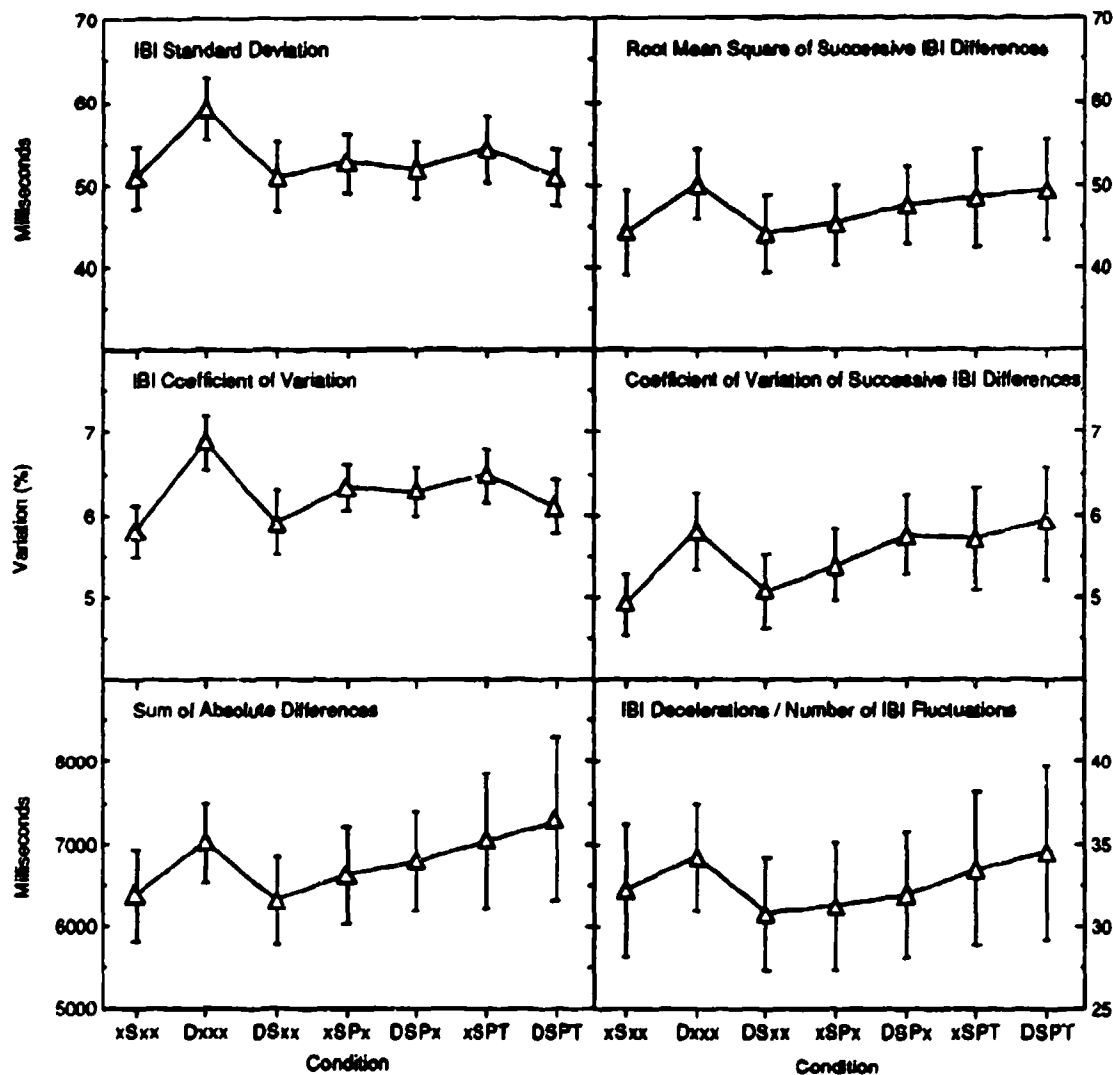 IBI Standard Deviation
Root Mean Square of Successive IBI Differences
70
70
60
60
50
50
40
40
Milliseconds
IBI Coefficient of Variation
Coefficient of Variation of Successive IBI Differences
7
7
6
6
5
5
Variation (%)
Sum of Absolute Differences
IBI Decelerations / Number of IBI Fluctuations
8000
40
7000
35
6000
30
5000
25
Milliseconds
xSxx Dxxx DSxx xSPx DSPx xSPT DSPT
xSxx Dxxx DSxx xSPx DSPx xSPT DSPT
Condition
Condition